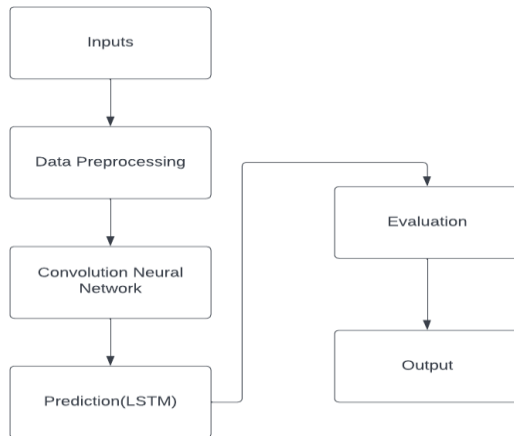 Inputs
Data Preprocessing
Convolution Neural
Network
Prediction(LSTM)
Evaluation
Output